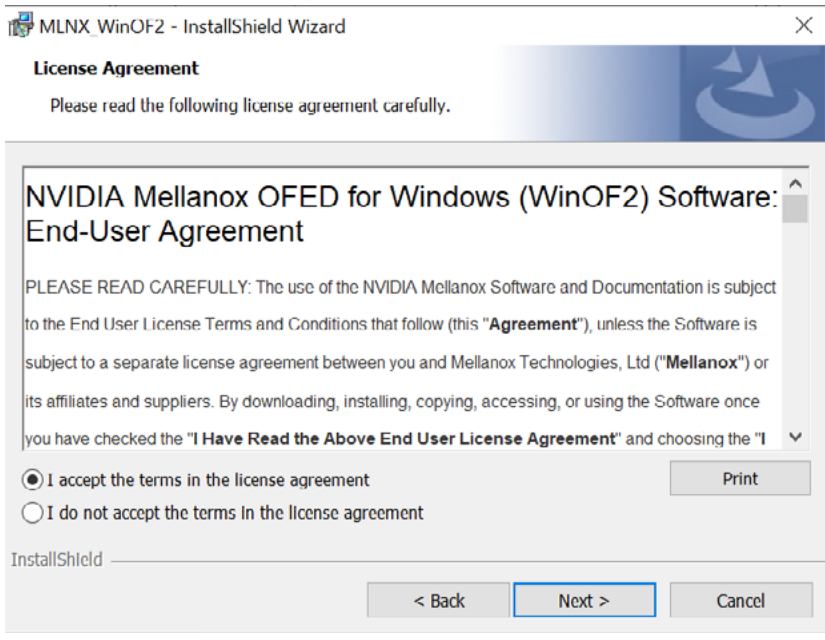 MLNX_WinOF2 - InstallShield Wizard
License Agreement
Please read the following license agreement carefully.
NVIDIA Mellanox OFED for Windows (WinOF2) Software:
End-User Agreement
PLEASE READ CAREFULLY: The use of the NVIDIA Mellanox Software and Documentation is subject
to the End User License Terms and Conditions that follow (this "Agreement"), unless the Software is
subject to a separate license agreement between you and Mellanox Technologies, Ltd ("Mellanox") or
its affiliates and suppliers. By downloading, installing, copying, accessing, or using the Software once
you have checked the "I Have Read the Above End User License Agreement" and choosing the "I
I accept the terms in the license agreement
Print
I do not accept the terms in the license agreement
InstallShield
< Back
Next >
Cancel